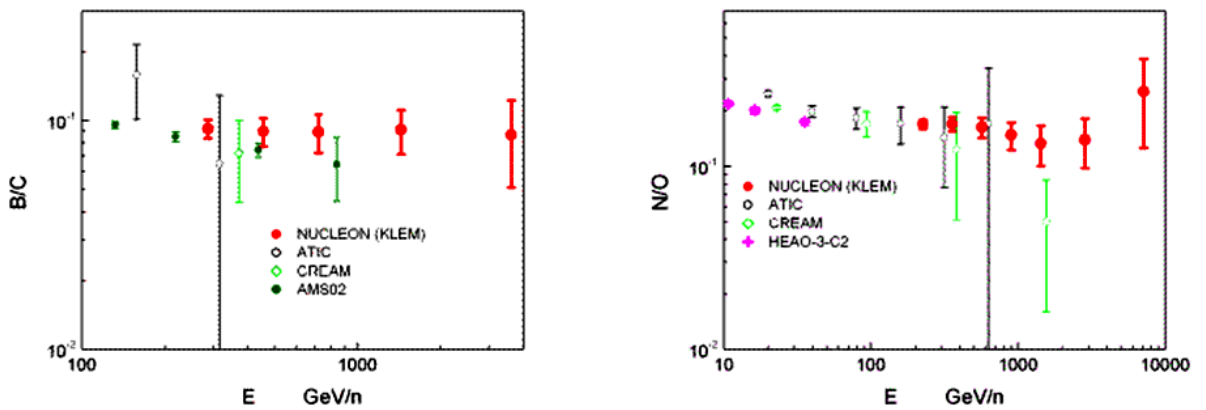 B/C
10^-1
10^-2
NUCLEON (KLEM)
ATIC
CREAM
AMS02
100 1000
E GeV/n
N/O
10^-1
10^-2
NUCLEON (KLEM)
ATIC
CREAM
HEAO-3-C2
10 100 1000 10000
E GeV/n